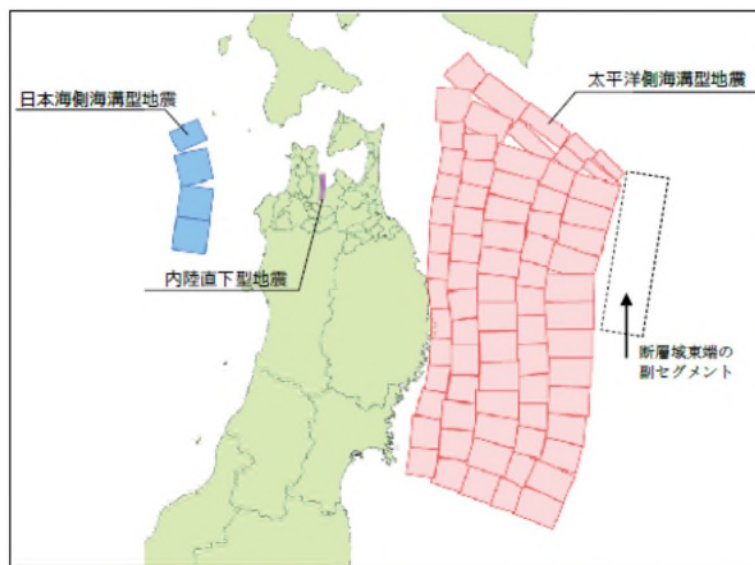 日本海側海溝型地震
太平洋側海溝型地震
内陸直下型地震
断層域東端の
副セグメント